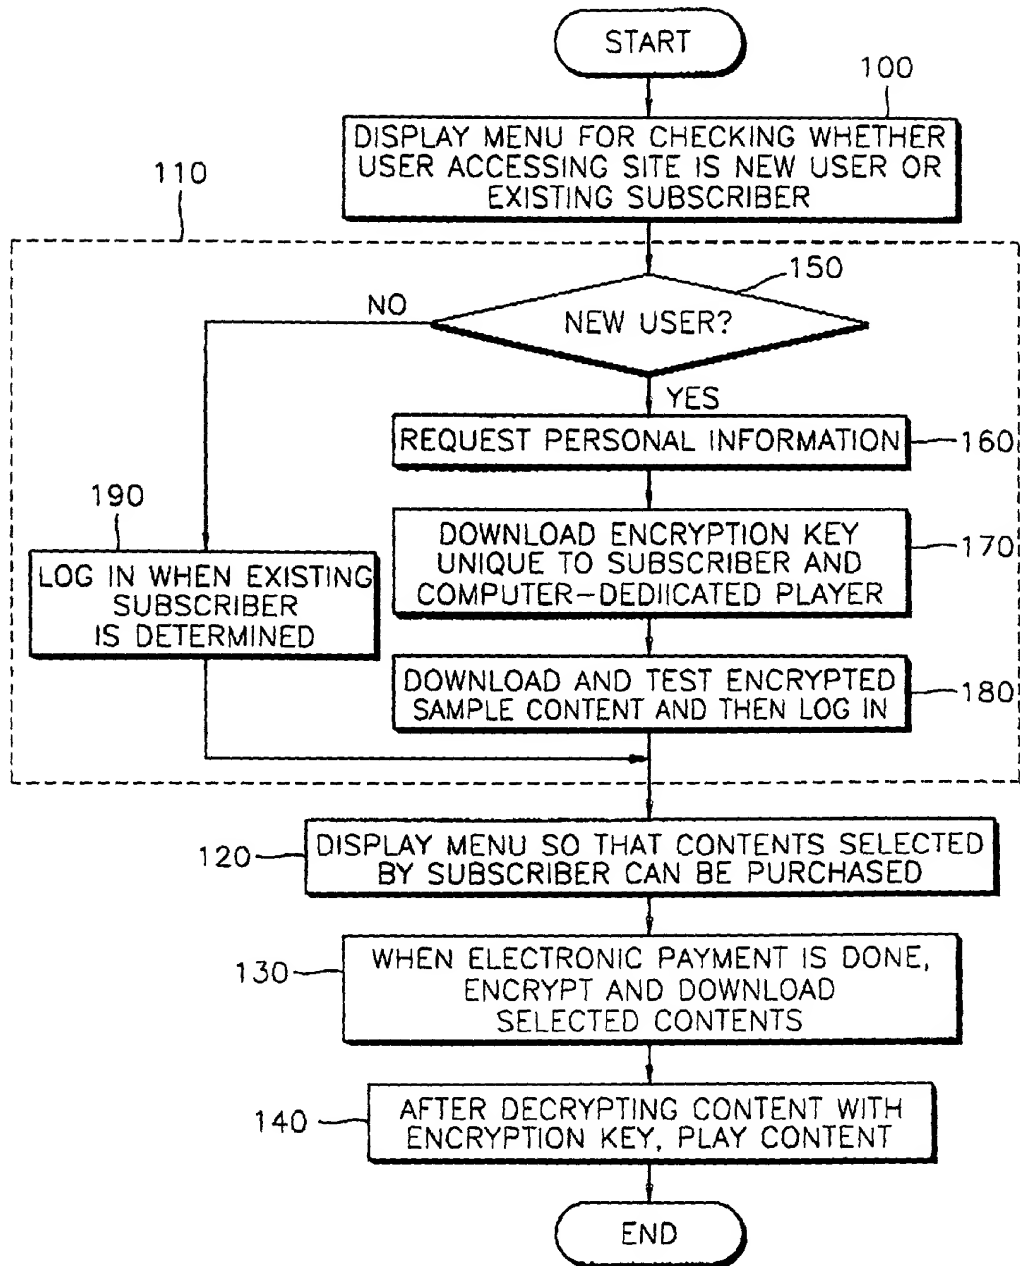 START
100
DISPLAY MENU FOR CHECKING WHETHER
USER ACCESSING SITE IS NEW USER OR
EXISTING SUBSCRIBER
110
150
NO
NEW USER?
YES
REQUEST PERSONAL INFORMATION
160
190
DOWNLOAD ENCRYPTION KEY
UNIQUE TO SUBSCRIBER AND
COMPUTER-DEDIICATED PLAYER
170
LOG IN WHEN EXISTING
SUBSCRIBER
IS DETERMINED
DOWNLOAD AND TEST ENCRYPTED
SAMPLE CONTENT AND THEN LOG IN
180
120
DISPLAY MENU SO THAT CONTENTS SELECTED
BY SUBSCRIBER CAN BE PURCHASED
130
WHEN ELECTRONIC PAYMENT IS DONE,
ENCRYPT AND DOWNLOAD
SELECTED CONTENTS
140
AFTER DECRYPTING CONTENT WITH
ENCRYPTION KEY, PLAY CONTENT
END